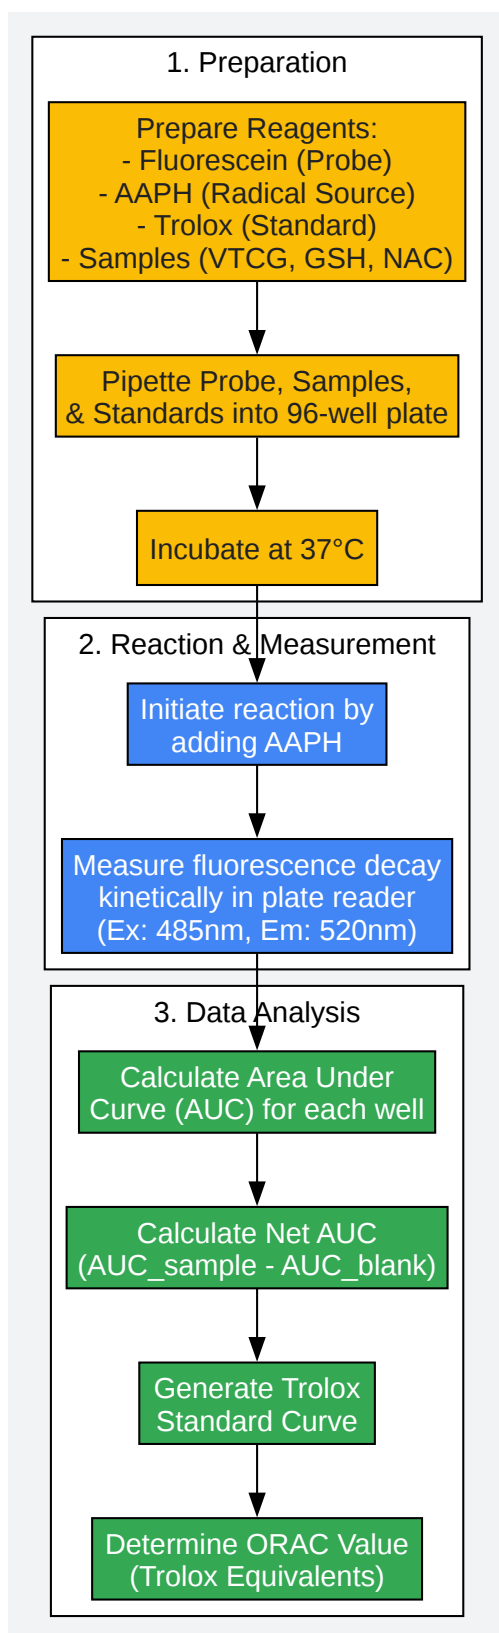 1. Preparation
Prepare Reagents:
- Fluorescein (Probe)
- AAPH (Radical Source)
- Trolox (Standard)
- Samples (VTCG, GSH, NAC)
Pipette Probe, Samples,
& Standards into 96-well plate
Incubate at 37°C
2. Reaction & Measurement
Initiate reaction by
adding AAPH
Measure fluorescence decay
kinetically in plate reader
(Ex: 485nm, Em: 520nm)
3. Data Analysis
Calculate Area Under
Curve (AUC) for each well
Calculate Net AUC
(AUC_sample - AUC_blank)
Generate Trolox
Standard Curve
Determine ORAC Value
(Trolox Equivalents)